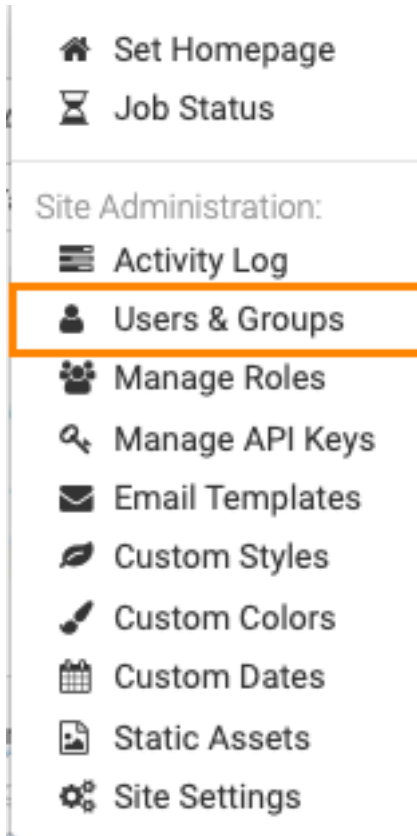 Set Homepage
Job Status
Site Administration:
Activity Log
Users & Groups
Manage Roles
Manage API Keys
Email Templates
Custom Styles
Custom Colors
Custom Dates
Static Assets
Site Settings